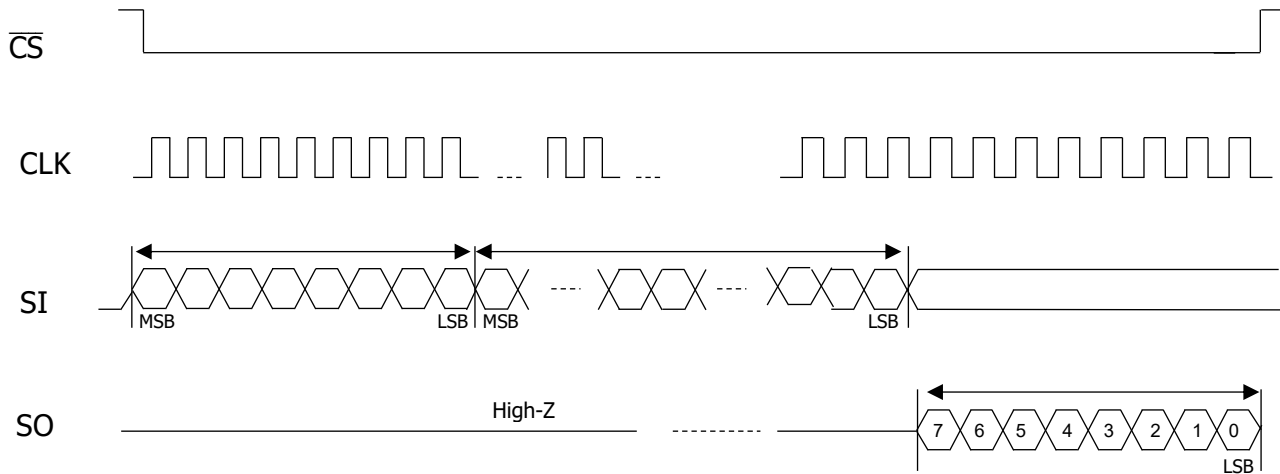 CS
CLK
SI
MSB LSB MSB LSB
SO
High-Z
7 6 5 4 3 2 1 0
LSB